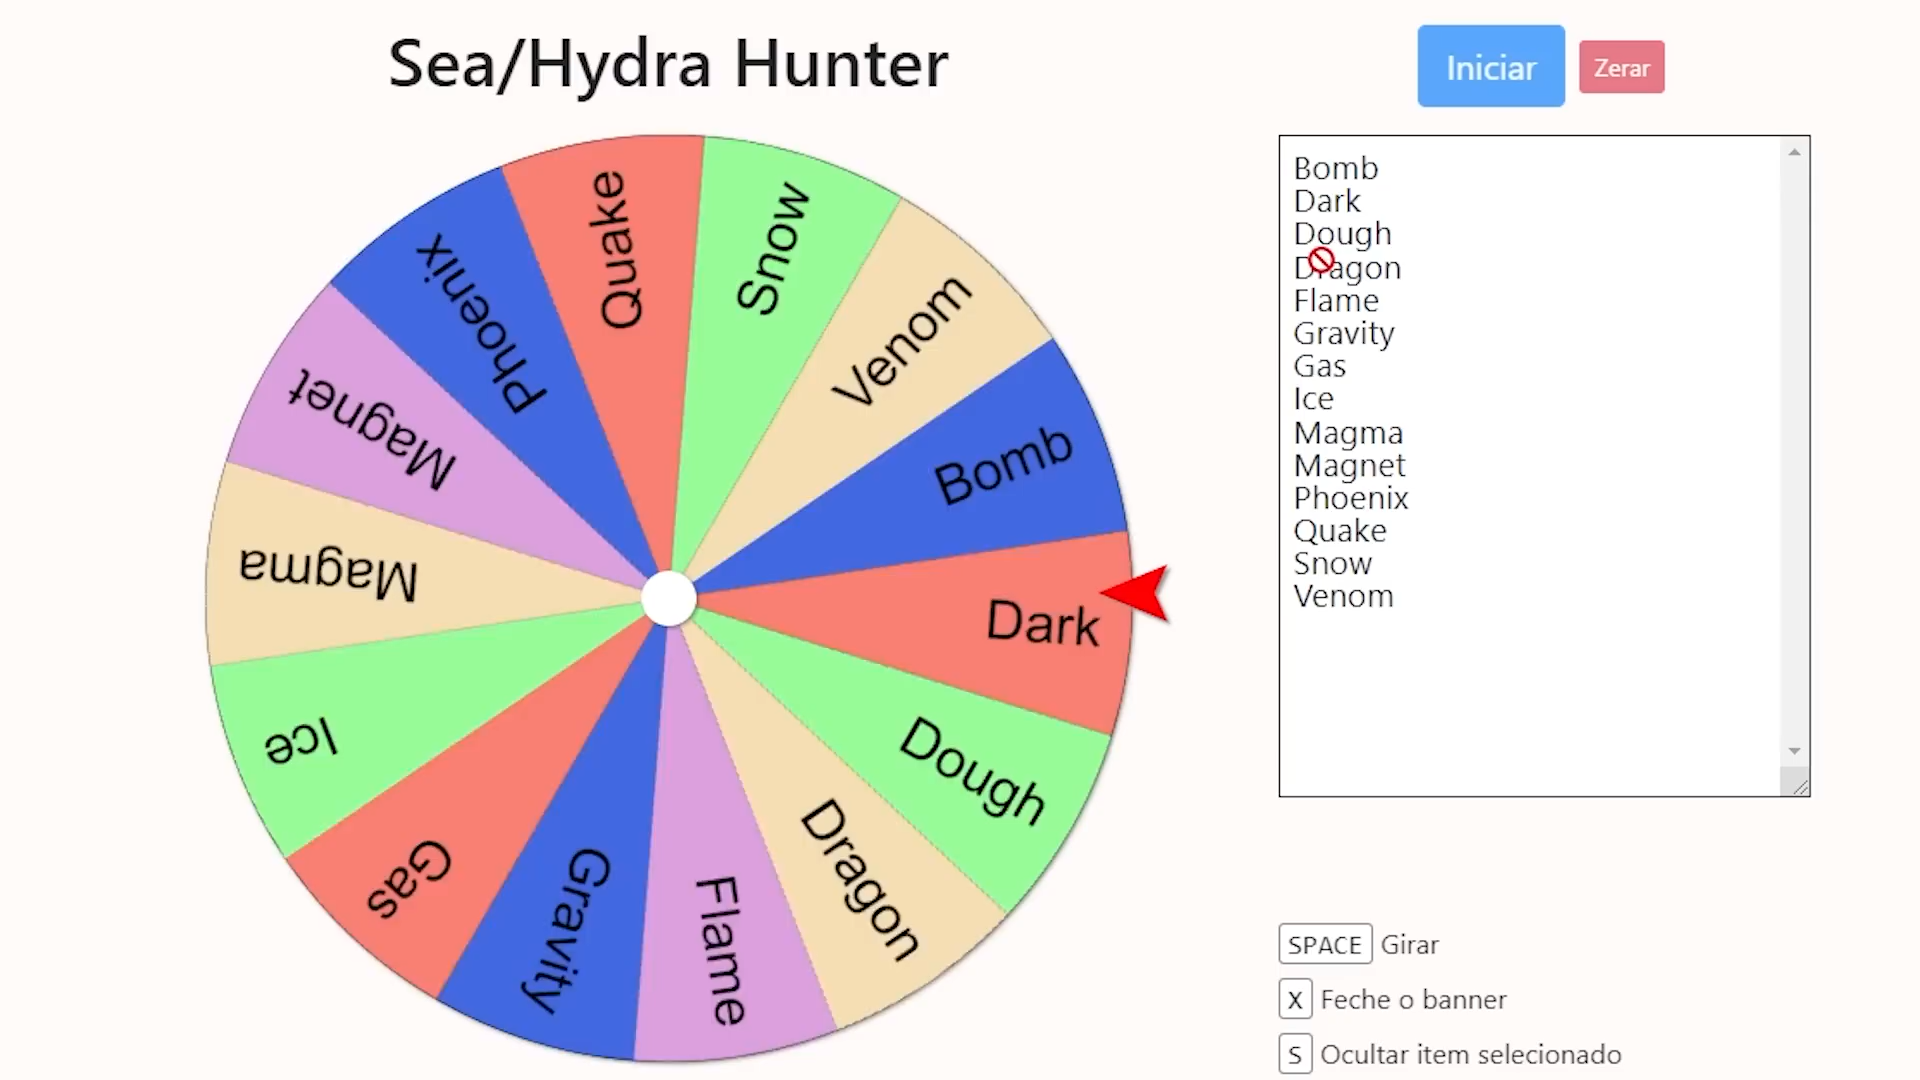 Sea/Hydra Hunter
Iniciar
Zerar
Quake
Snow
Venom
Bomb
Dark
Dough
Dragon
Flame
Gravity
Gas
Ice
Magma
Magnet
Phoenix
Bomb
Dark
Dough
Dragon
Flame
Gravity
Gas
Ice
Magma
Magnet
Phoenix
Quake
Snow
Venom
SPACE Girar
X Feche o banner
S Ocultar item selecionado